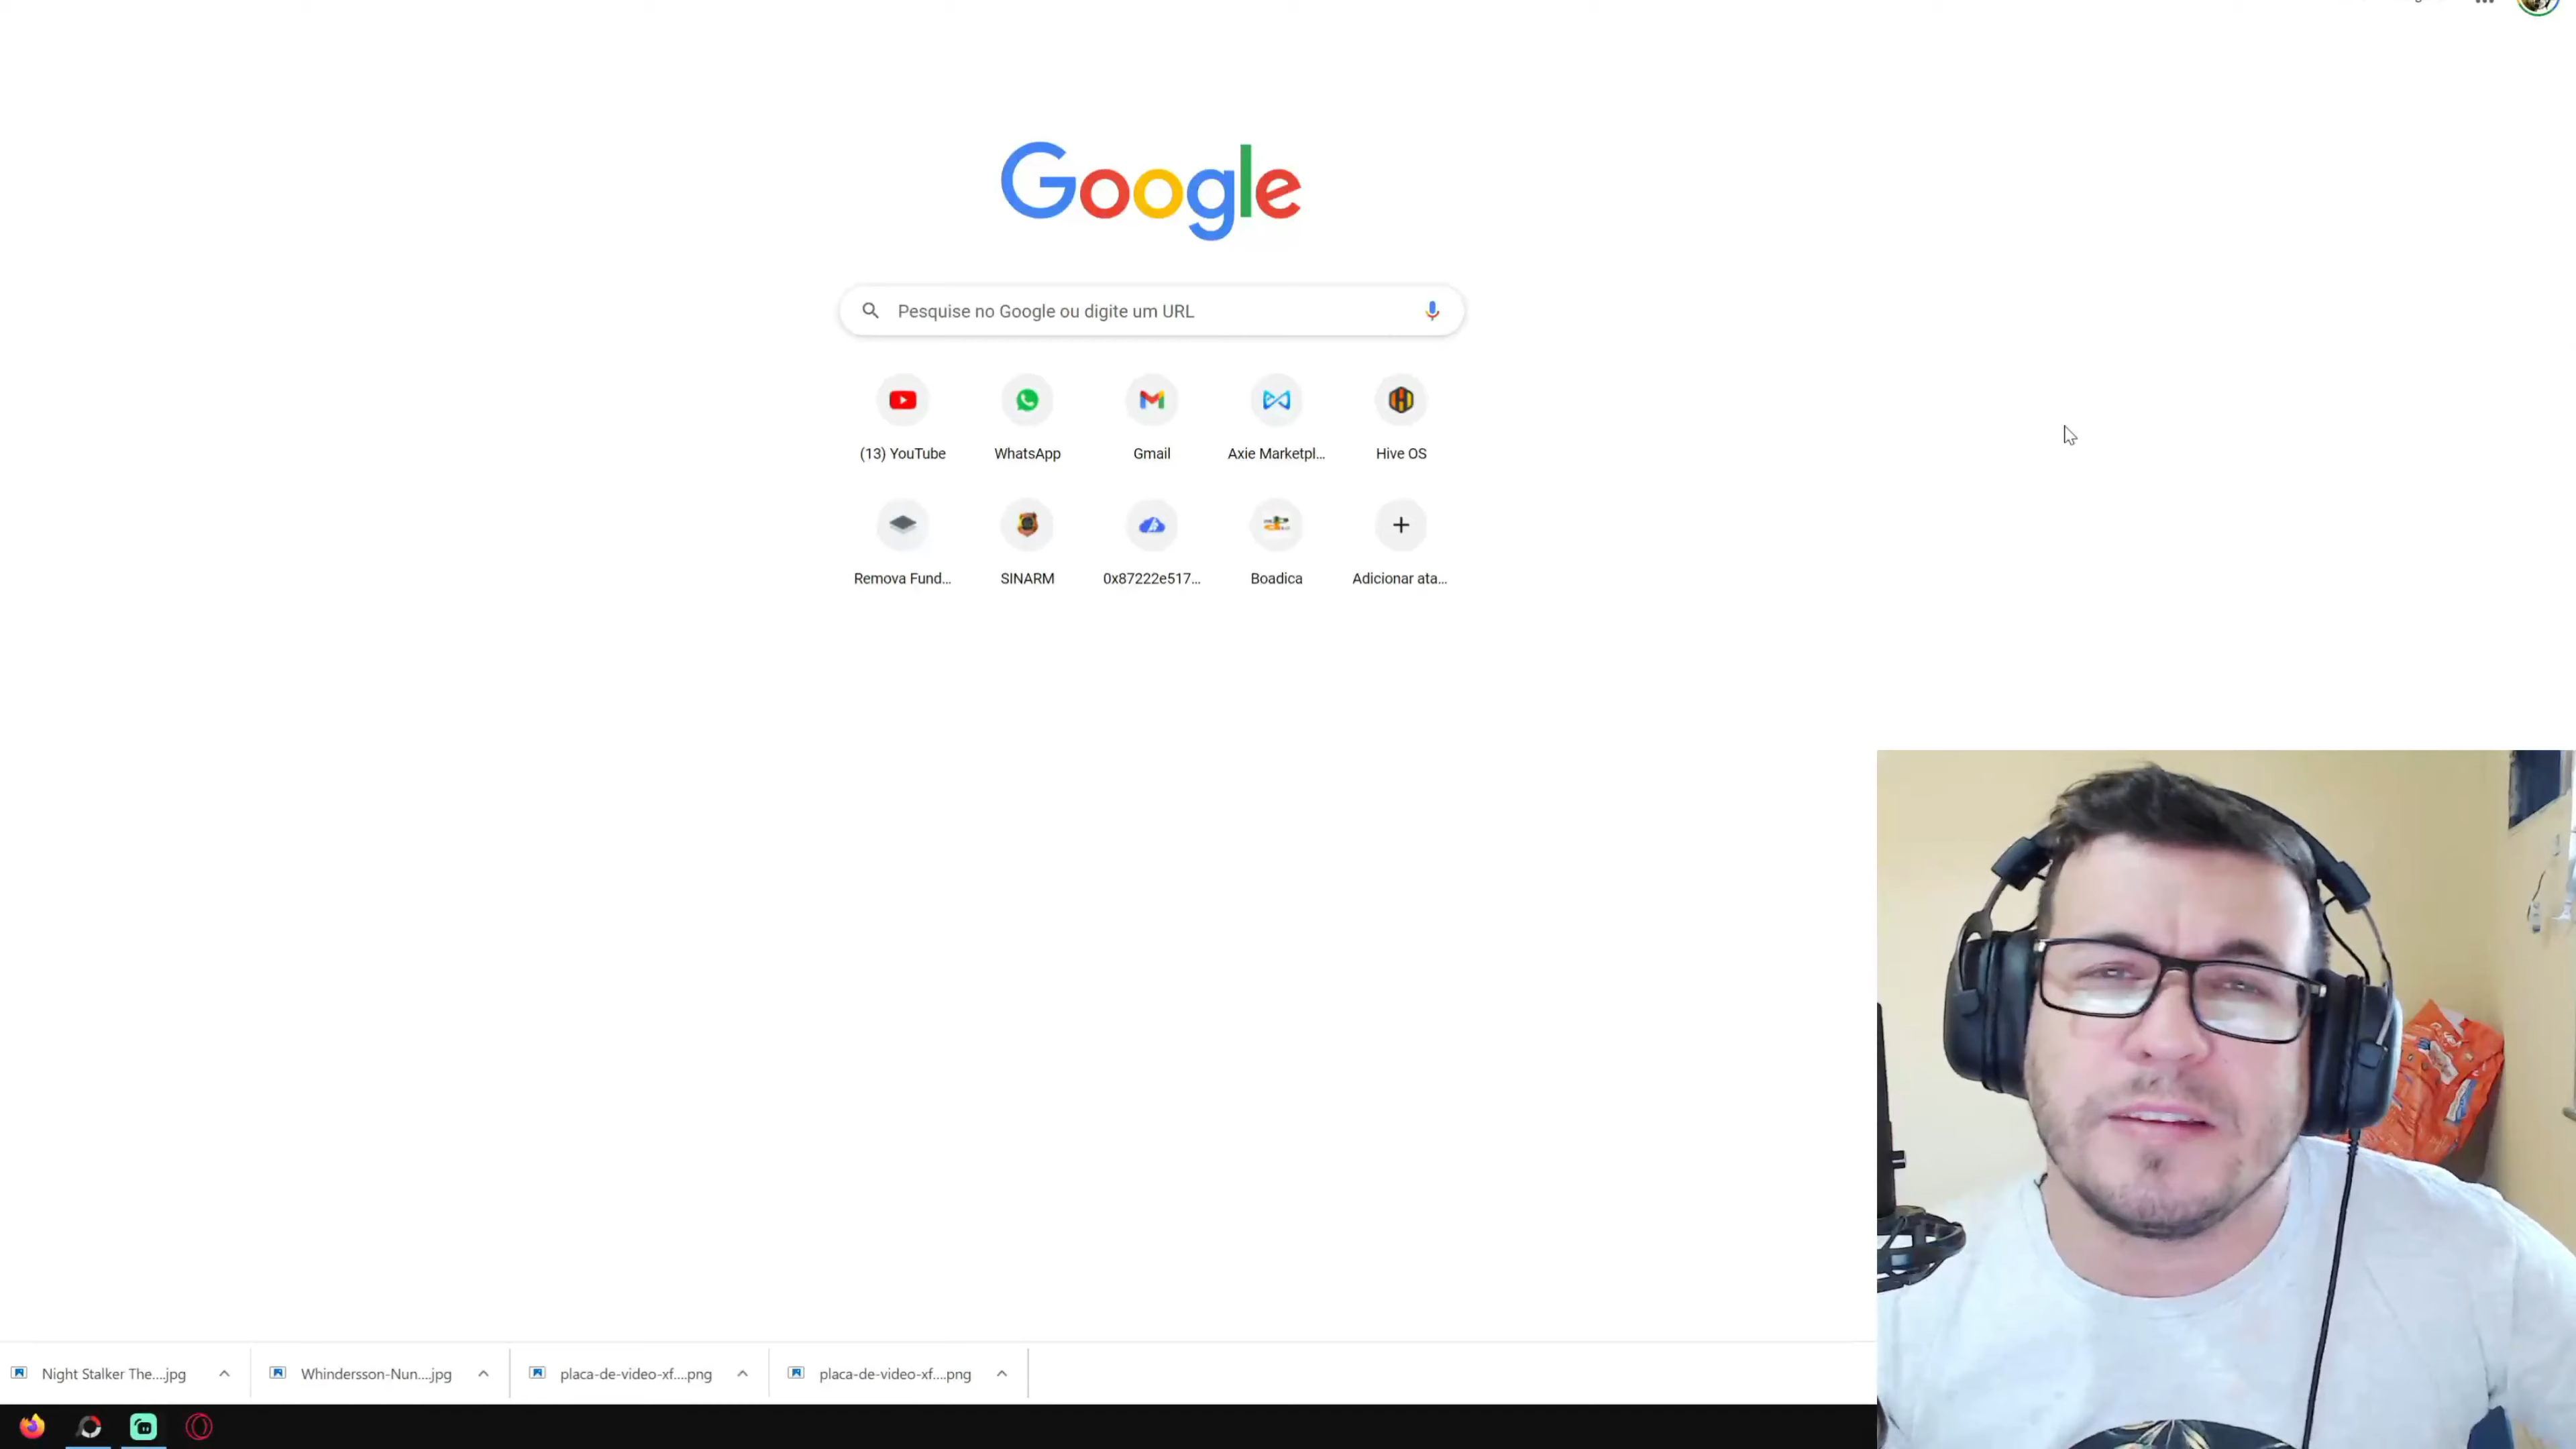 Google
Pesquise no Google ou digite um URL
(13) YouTube
WhatsApp
Gmail
Axie Marketpl...
Hive OS
Remova Fund...
SINARM
0x87222e517...
Boadica
Adicionar ata...
Night Stalker The....jpg
Whindersson-Nun....jpg
placa-de-video-xf....png
placa-de-video-xf....png